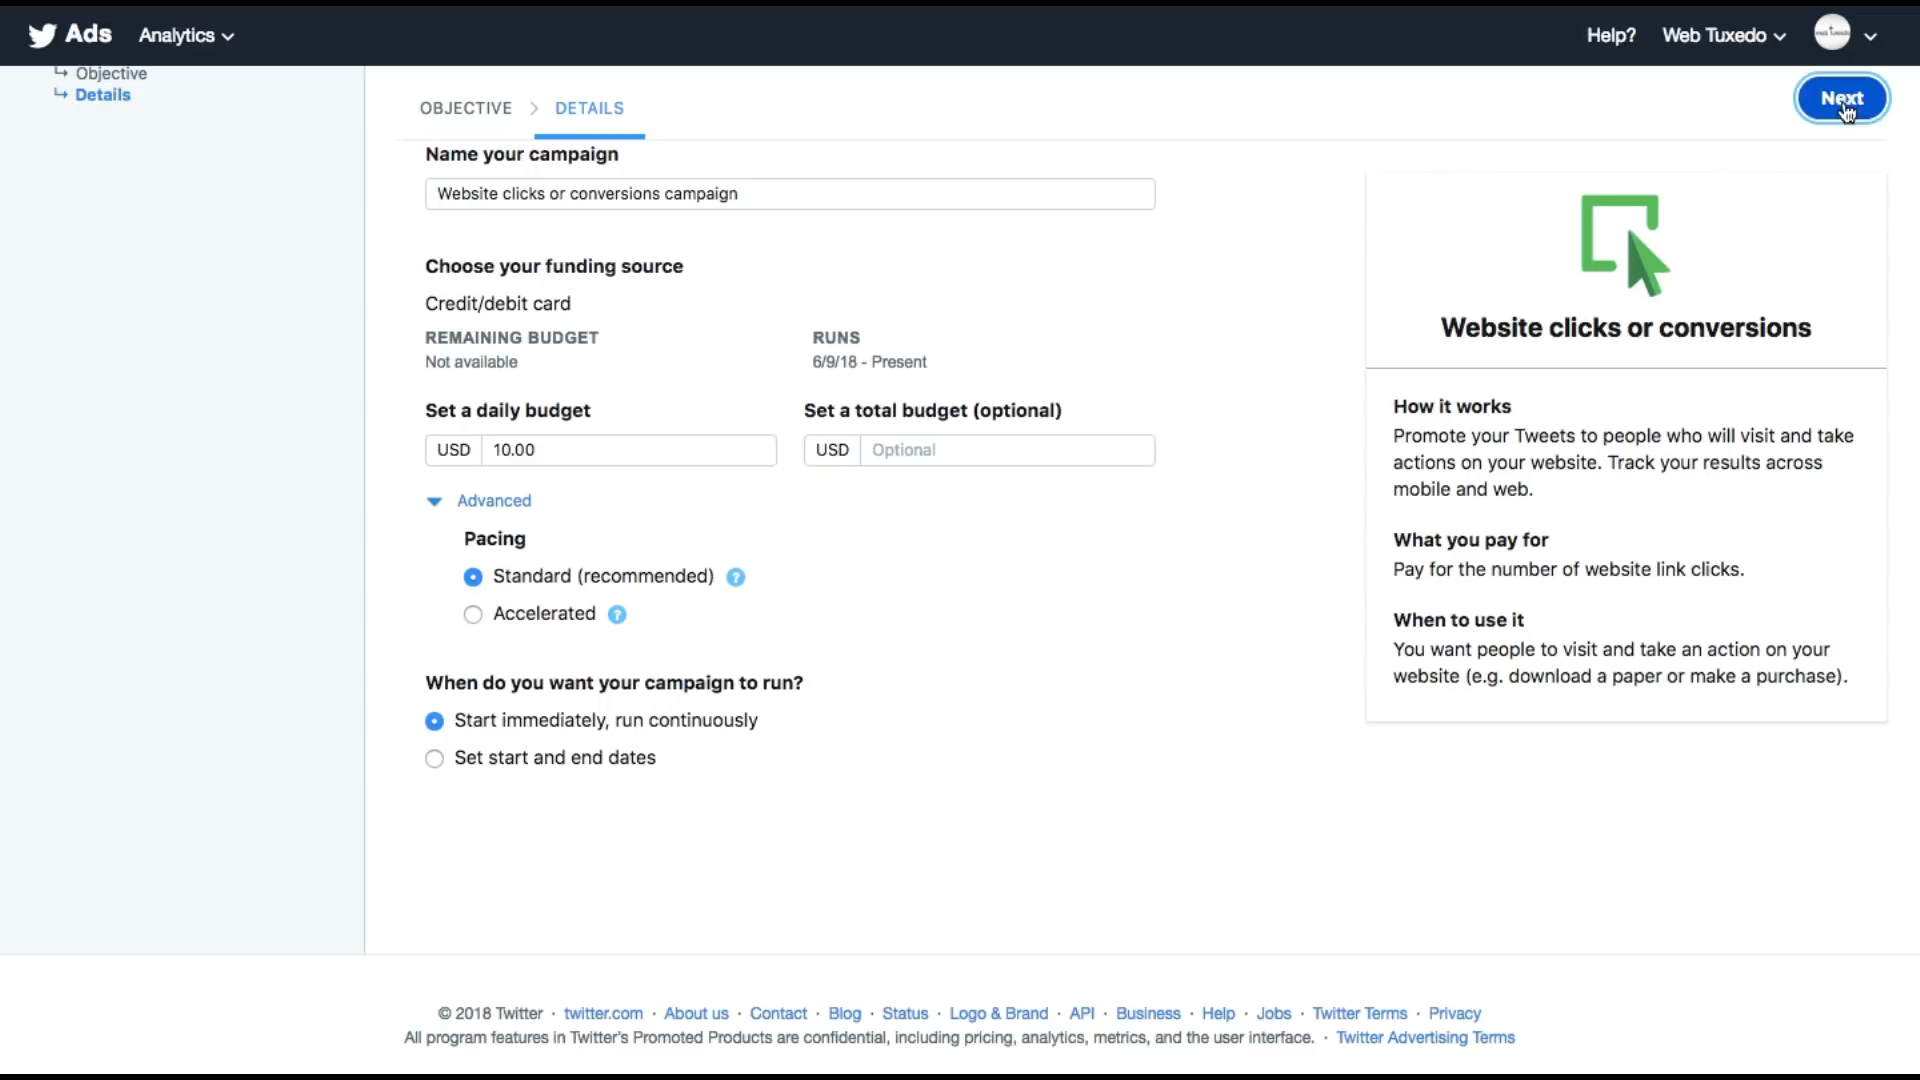 Ads Analytics Help? Web Tuxedo
Objective
Details
OBJECTIVE DETAILS Next
Name your campaign
Website clicks or conversions campaign
Choose your funding source
Credit/debit card
REMAINING BUDGET RUNS
Not available 6/9/18 - Present
Set a daily budget Set a total budget (optional)
USD 10.00 USD Optional
Advanced
Pacing
Standard (recommended) ?
Accelerated ?
When do you want your campaign to run?
Start immediately, run continuously
Set start and end dates
Website clicks or conversions
How it works
Promote your Tweets to people who will visit and take
actions on your website. Track your results across
mobile and web.
What you pay for
Pay for the number of website link clicks.
When to use it
You want people to visit and take an action on your
website (e.g. download a paper or make a purchase).
© 2018 Twitter · twitter.com · About us · Contact · Blog · Status · Logo & Brand · API · Business · Help · Jobs · Twitter Terms · Privacy
All program features in Twitter's Promoted Products are confidential, including pricing, analytics, metrics, and the user interface. · Twitter Advertising Terms